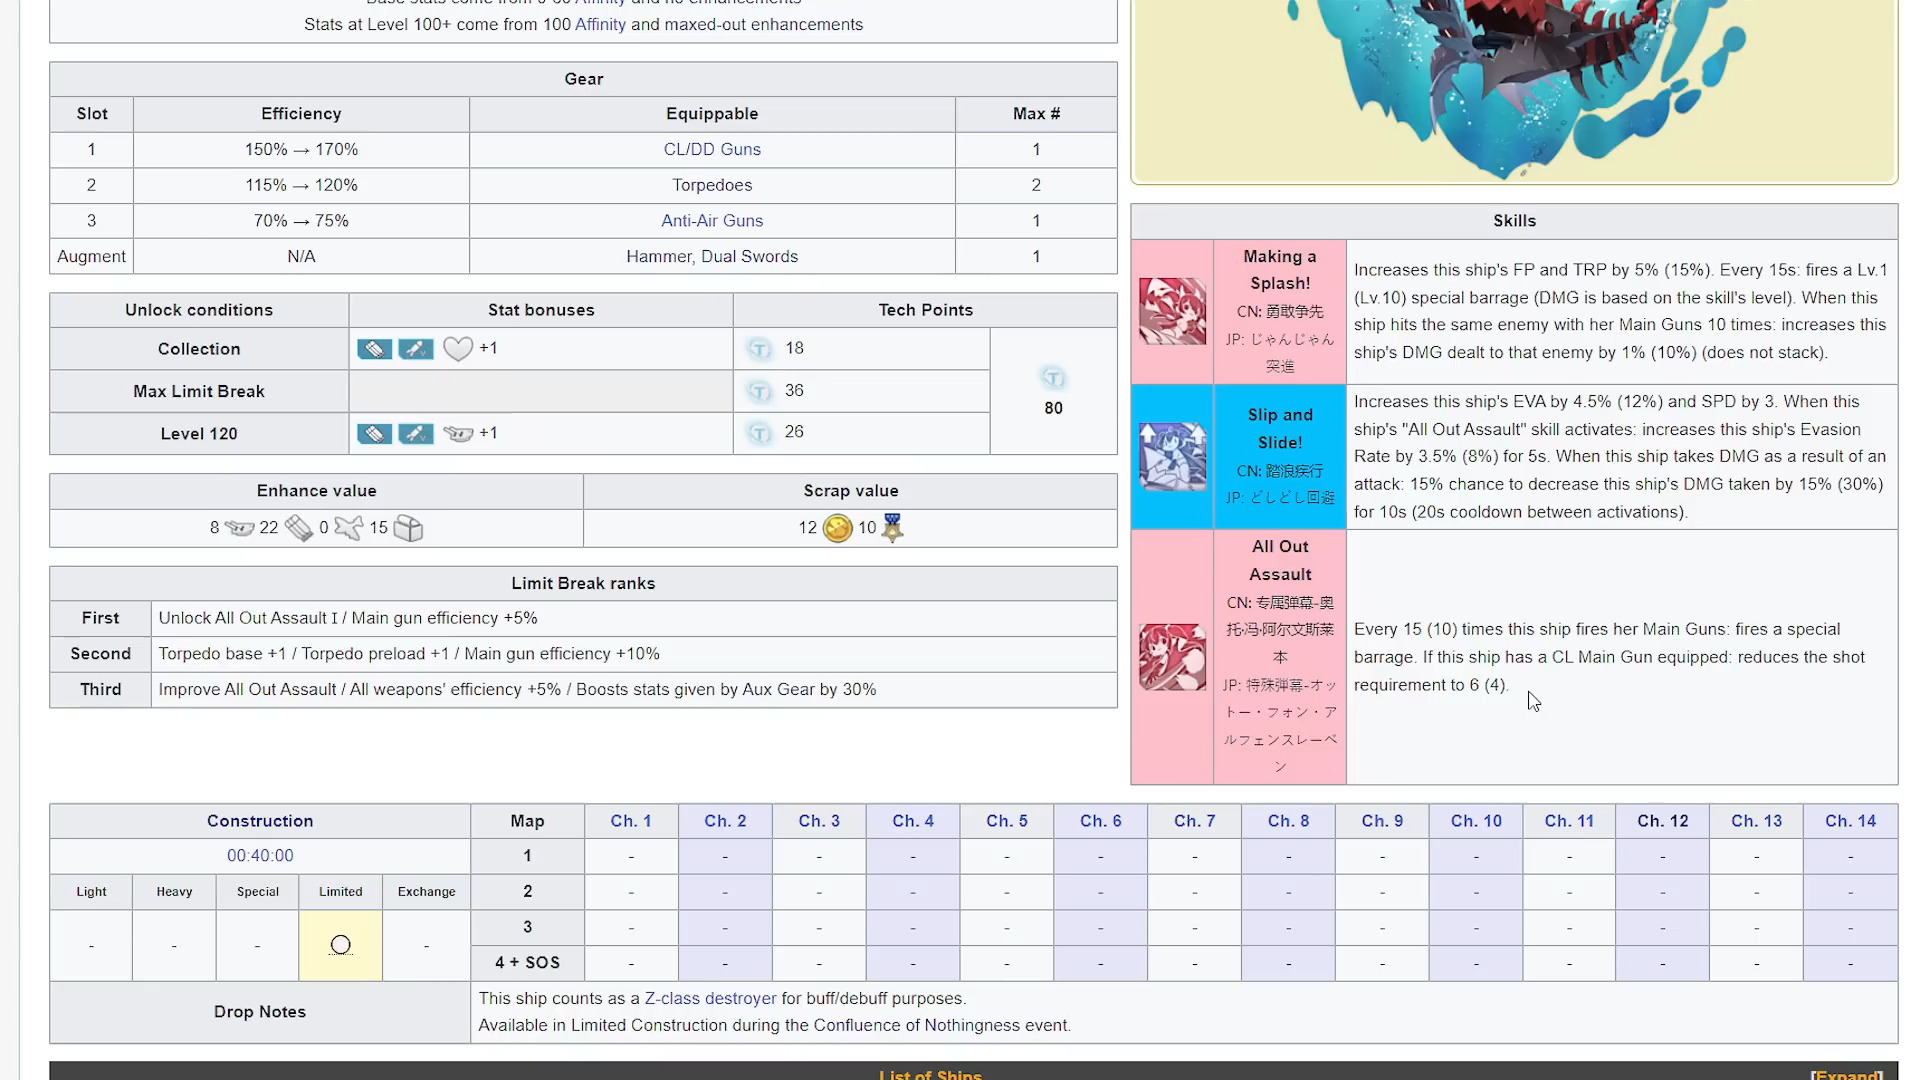 Base stats come from 0-60 Affinity and no enhancements
Stats at Level 100+ come from 100 Affinity and maxed-out enhancements
Gear
Slot Efficiency Equippable Max #
1 150% → 170% CL/DD Guns 1
2 115% → 120% Torpedoes 2
3 70% → 75% Anti-Air Guns 1
Augment N/A Hammer, Dual Swords 1
Unlock conditions Stat bonuses Tech Points
Collection +1 18
Max Limit Break 36
80
Level 120 +1 26
Enhance value Scrap value
8 22 0 15 12 10
Limit Break ranks
First Unlock All Out Assault I / Main gun efficiency +5%
Second Torpedo base +1 / Torpedo preload +1 / Main gun efficiency +10%
Third Improve All Out Assault / All weapons' efficiency +5% / Boosts stats given by Aux Gear by 30%
Skills
Making a
Splash!
CN: 勇敢争先
JP: じゃんじゃん
突進
Increases this ship's FP and TRP by 5% (15%). Every 15s: fires a Lv.1
(Lv.10) special barrage (DMG is based on the skill's level). When this
ship hits the same enemy with her Main Guns 10 times: increases this
ship's DMG dealt to that enemy by 1% (10%) (does not stack).
Slip and
Slide!
CN: 踏浪疾行
JP: どしどし回避
Increases this ship's EVA by 4.5% (12%) and SPD by 3. When this
ship's "All Out Assault" skill activates: increases this ship's Evasion
Rate by 3.5% (8%) for 5s. When this ship takes DMG as a result of an
attack: 15% chance to decrease this ship's DMG taken by 15% (30%)
for 10s (20s cooldown between activations).
All Out
Assault
CN: 专属弹幕-奥
托·冯·阿尔文斯莱
本
JP: 特殊弾幕-オッ
トー・フォン・ア
ルフェンスレーベ
ン
Every 15 (10) times this ship fires her Main Guns: fires a special
barrage. If this ship has a CL Main Gun equipped: reduces the shot
requirement to 6 (4).
Construction Map Ch. 1 Ch. 2 Ch. 3 Ch. 4 Ch. 5 Ch. 6 Ch. 7 Ch. 8 Ch. 9 Ch. 10 Ch. 11 Ch. 12 Ch. 13 Ch. 14
00:40:00 1 - - - - - - - - - - - - - -
Light Heavy Special Limited Exchange 2 - - - - - - - - - - - - - -
3 - - - - - - - - - - - - - -
- - - ○ -
4 + SOS - - - - - - - - - - - - - -
Drop Notes
This ship counts as a Z-class destroyer for buff/debuff purposes.
Available in Limited Construction during the Confluence of Nothingness event.
List of Ships [Expand]